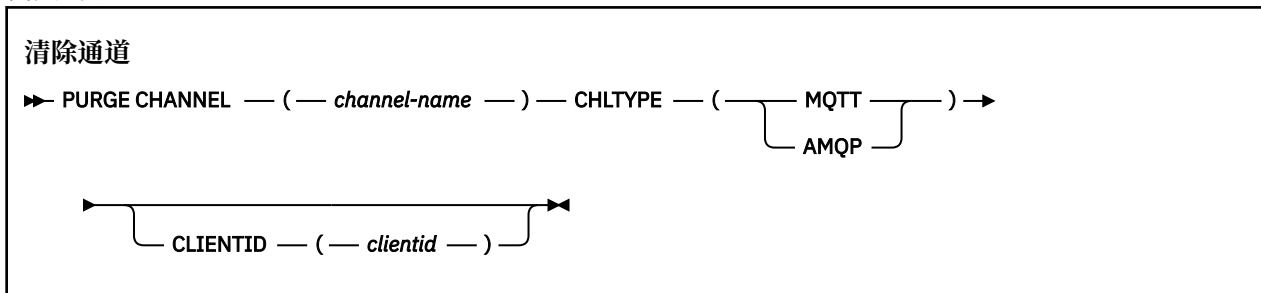 清除通道
PURGE CHANNEL ( channel-name ) CHLTYPE ( MQTT )
AMQP
CLIENTID ( clientid )